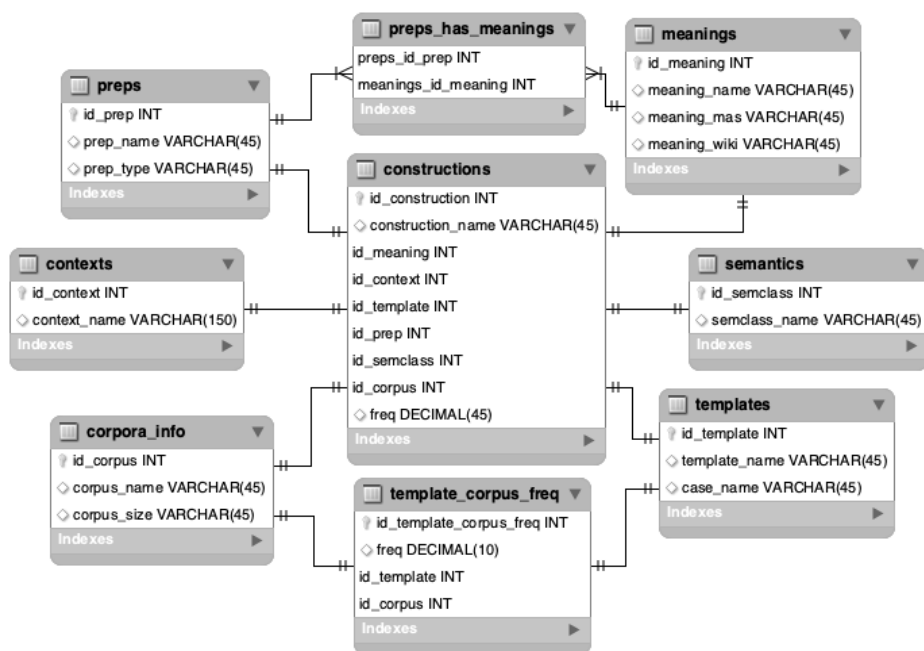 preps_has_meanings
preps_id_prep INT
meanings_id_meaning INT
Indexes
meanings
id_meaning INT
meaning_name VARCHAR(45)
meaning_mas VARCHAR(45)
meaning_wiki VARCHAR(45)
Indexes
preps
id_prep INT
prep_name VARCHAR(45)
prep_type VARCHAR(45)
Indexes
constructions
id_construction INT
construction_name VARCHAR(45)
id_meaning INT
id_context INT
id_template INT
id_prep INT
id_semclass INT
id_corpus INT
freq DECIMAL(45)
Indexes
contexts
id_context INT
context_name VARCHAR(150)
Indexes
semantics
id_semclass INT
semclass_name VARCHAR(45)
Indexes
corpora_info
id_corpus INT
corpus_name VARCHAR(45)
corpus_size VARCHAR(45)
Indexes
templates
id_template INT
template_name VARCHAR(45)
case_name VARCHAR(45)
Indexes
template_corpus_freq
id_template_corpus_freq INT
freq DECIMAL(10)
id_template INT
id_corpus INT
Indexes